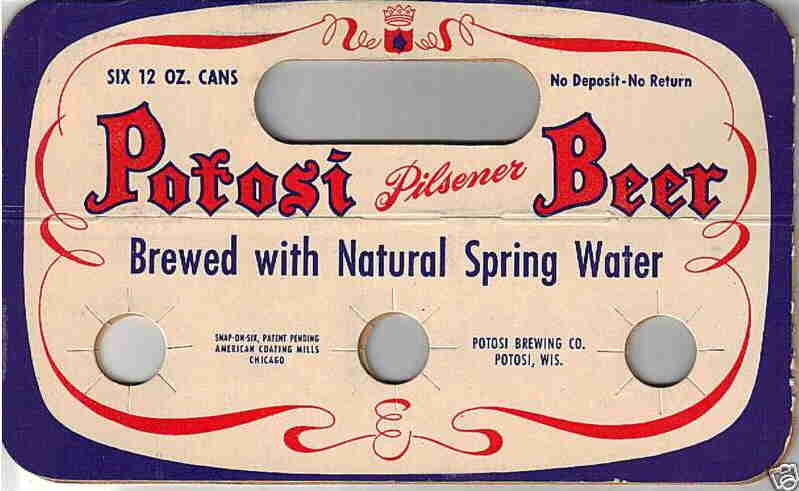 SIX 12 OZ. CANS
No Deposit-No Return
Potosi Pilsener Beer
Brewed with Natural Spring Water
SNAP-ON-SIX, PATENT PENDING
AMERICAN COATING MILLS
CHICAGO
POTOSI BREWING CO.
POTOSI, WIS.